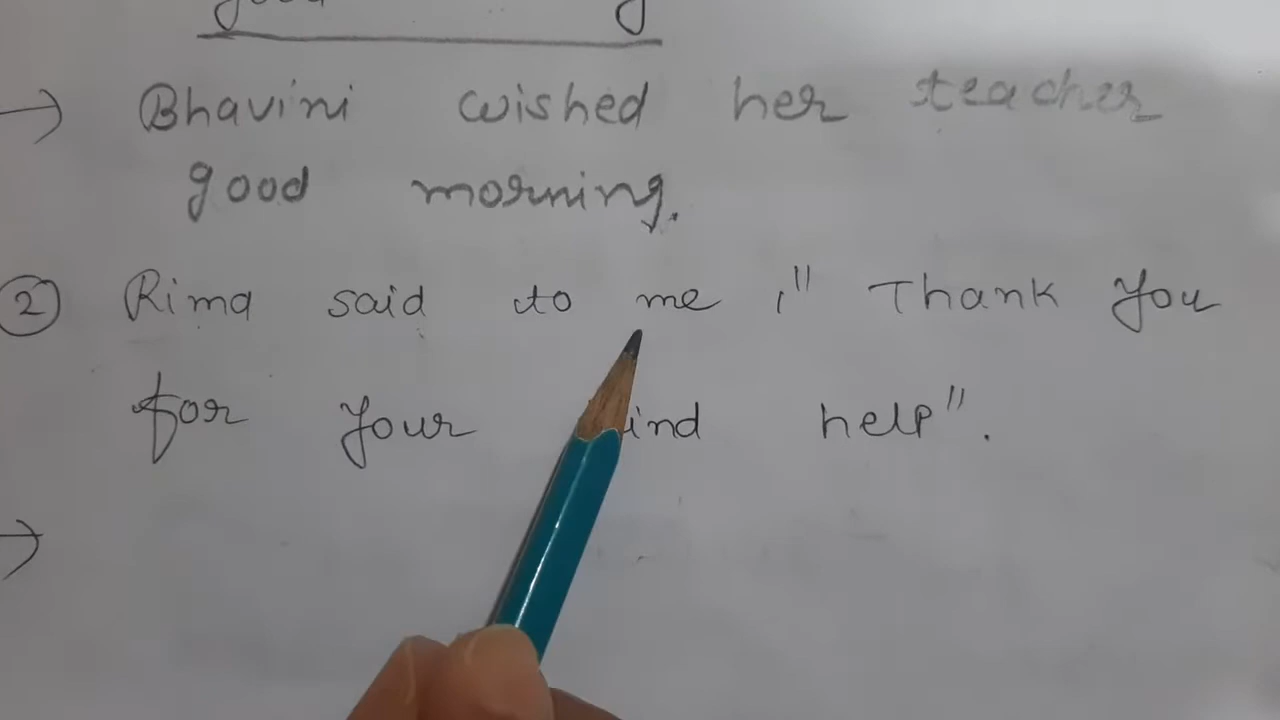 → Bhavini wished her teacher
good morning.
② Rima said to me ," Thank you
for your help".
→